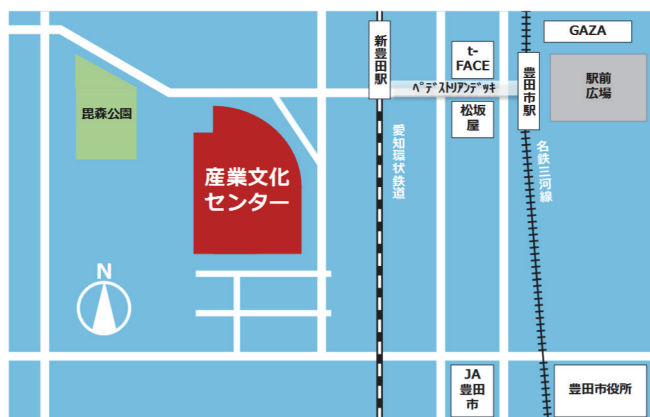 GAZA
新豊田駅
t-
FACE
豊田市駅
駅前
広場
ペデストリアンデッキ
毘森公園
松坂
屋
愛知環状鉄道
名鉄三河線
産業文化
センター
N
JA
豊田
市
豊田市役所